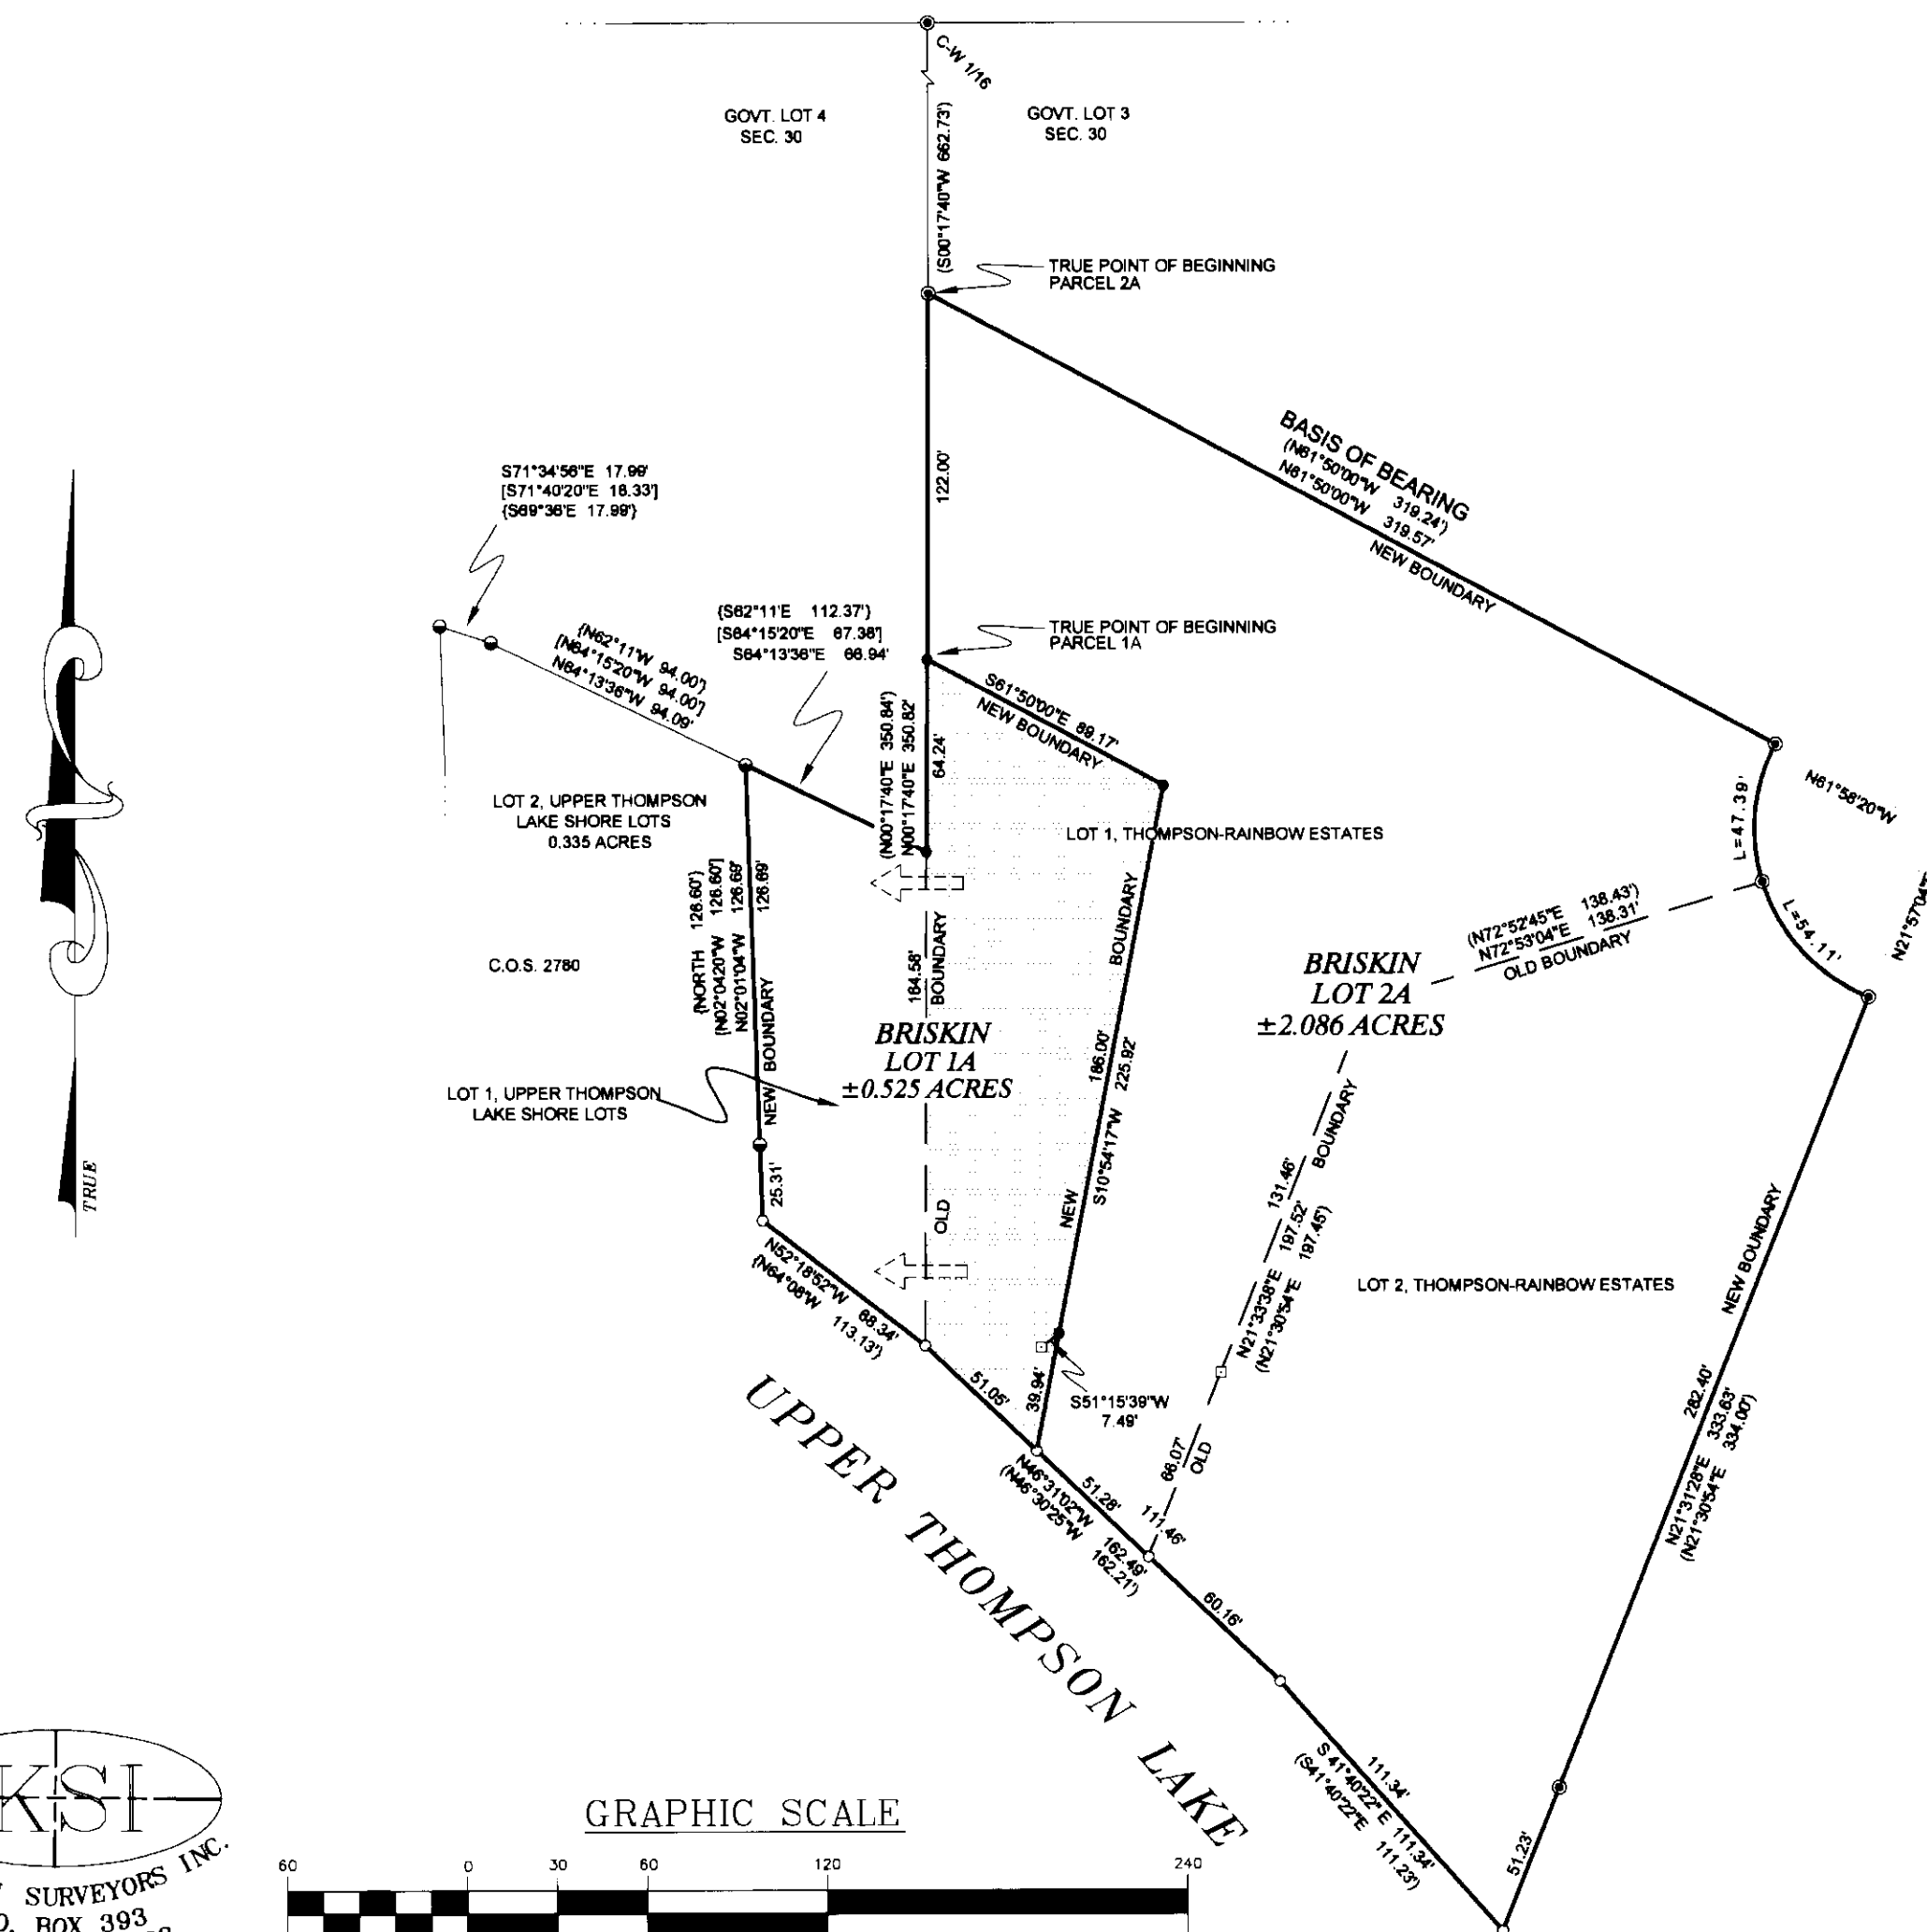 C-W 1/16
GOVT. LOT 4
SEC. 30
GOVT. LOT 3
SEC. 30
(S00°17'40"W 662.73')
TRUE POINT OF BEGINNING
PARCEL 2A
BASIS OF BEARING
(N61°50'00"W 319.24')
N61°50'00"W 319.57'
NEW BOUNDARY
122.00'
S71°34'56"E 17.99'
[S71°40'20"E 18.33']
{S69°36'E 17.99'}
{S62°11'E 112.37'}
[S64°15'20"E 67.38']
S64°13'36"E 66.94'
{N62°11'W 94.00'}
[N64°15'20"W 94.00']
N64°13'36"W 94.09'
TRUE POINT OF BEGINNING
PARCEL 1A
S61°50'00"E 89.17'
NEW BOUNDARY
(N00°17'40"E 350.84')
N00°17'40"E 350.82'
64.24'
LOT 2, UPPER THOMPSON
LAKE SHORE LOTS
0.335 ACRES
LOT 1, THOMPSON-RAINBOW ESTATES
N61°58'20"W
L=47.39'
L=54.11'
N21°57'04"E
(N72°52'45"E 138.43')
N72°53'04"E 138.31'
OLD BOUNDARY
{NORTH 126.60'}
[N02°04'20"W 126.60']
N02°01'04"W 126.69'
126.69'
NEW BOUNDARY
C.O.S. 2780
164.58'
OLD BOUNDARY
BRISKIN
LOT 1A
±0.525 ACRES
BRISKIN
LOT 2A
±2.086 ACRES
LOT 1, UPPER THOMPSON
LAKE SHORE LOTS
TRUE
186.00'
S10°54'17"W 225.92'
NEW BOUNDARY
25.31'
131.46'
N21°33'38"E 197.52'
(N21°30'54"E 197.45')
OLD BOUNDARY
66.07'
N52°18'52"W 68.34'
{N64°08'W 113.13'}
51.05'
39.94'
S51°15'39"W
7.49'
LOT 2, THOMPSON-RAINBOW ESTATES
NEW BOUNDARY
282.40'
N21°31'28"E 333.63'
(N21°30'54"E 334.00')
51.28'
111.46'
N46°31'02"W 162.49'
(N46°30'25"W 162.21')
60.16'
UPPER THOMPSON LAKE
111.34'
S 41°40'22" E 111.34'
(S41°40'22"E 111.23')
51.23'
KSI
SURVEYORS INC.
BOX 393
GRAPHIC SCALE
60 0 30 60 120 240